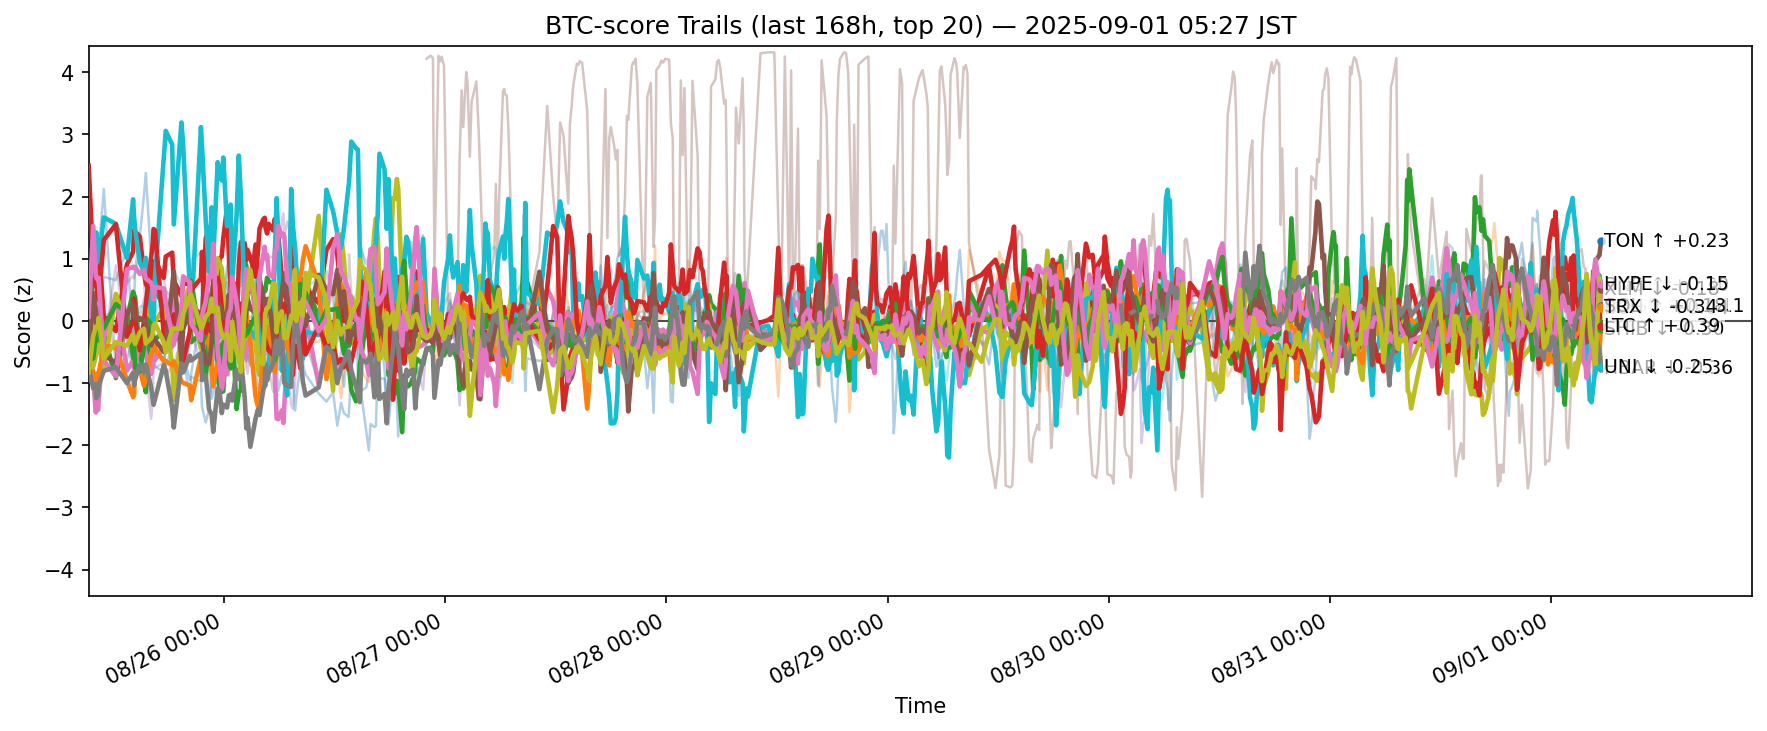 BTC-score Trails (last 168h, top 20) — 2025-09-01 05:27 JST
Score (z)
4
3
2
1
0
−1
−2
−3
−4
TON ↑ +0.23
HYPE ↓ -0.15
TRX ↓ -0.34
LTC ↑ +0.39
UNI ↓ -0.25
08/26 00:00
08/27 00:00
08/28 00:00
08/29 00:00
08/30 00:00
08/31 00:00
09/01 00:00
Time